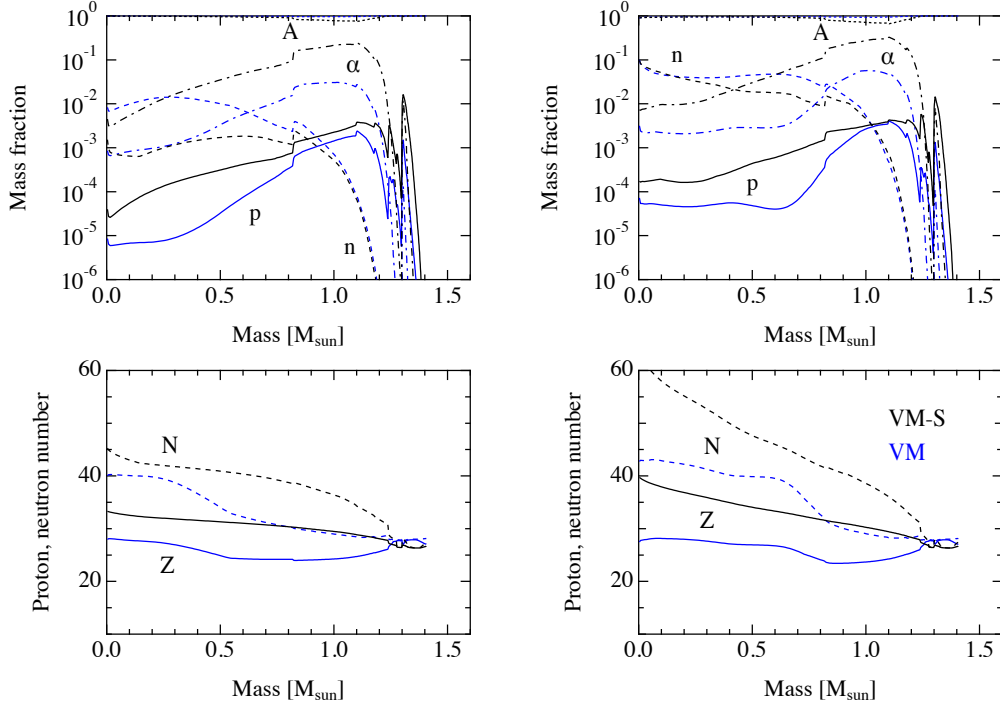 10^0
10^-1
10^-2
10^-3
10^-4
10^-5
10^-6
Mass fraction
A
α
p
n
0.0 0.5 1.0 1.5
Mass [M_sun]
10^0
10^-1
10^-2
10^-3
10^-4
10^-5
10^-6
Mass fraction
A
n
α
p
0.0 0.5 1.0 1.5
Mass [M_sun]
60
40
20
Proton, neutron number
N
Z
0.0 0.5 1.0 1.5
Mass [M_sun]
60
40
20
Proton, neutron number
VM-S
VM
N
Z
0.0 0.5 1.0 1.5
Mass [M_sun]